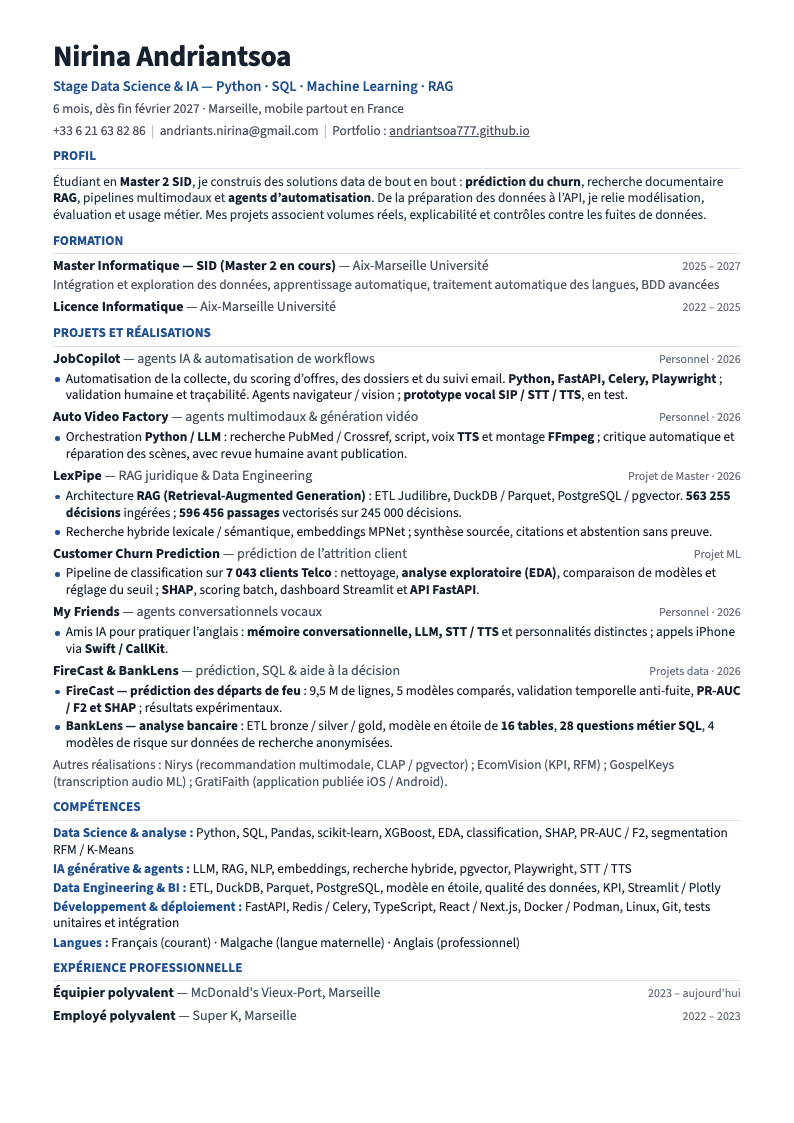 Nirina Andriantsoa
Stage Data Science & IA — Python · SQL · Machine Learning · RAG
6 mois, dès fin février 2027 · Marseille, mobile partout en France
+33 6 21 63 82 86 | andriants.nirina@gmail.com | Portfolio : andriantsoa777.github.io
PROFIL
Étudiant en Master 2 SID, je construis des solutions data de bout en bout : prédiction du churn, recherche documentaire
RAG, pipelines multimodaux et agents d’automatisation. De la préparation des données à l’API, je relie modélisation,
évaluation et usage métier. Mes projets associent volumes réels, explicabilité et contrôles contre les fuites de données.
FORMATION
Master Informatique — SID (Master 2 en cours) — Aix-Marseille Université 2025 – 2027
Intégration et exploration des données, apprentissage automatique, traitement automatique des langues, BDD avancées
Licence Informatique — Aix-Marseille Université 2022 – 2025
PROJETS ET RÉALISATIONS
JobCopilot — agents IA & automatisation de workflows Personnel · 2026
• Automatisation de la collecte, du scoring d’offres, des dossiers et du suivi email. Python, FastAPI, Celery, Playwright ;
validation humaine et traçabilité. Agents navigateur / vision ; prototype vocal SIP / STT / TTS, en test.
Auto Video Factory — agents multimodaux & génération vidéo Personnel · 2026
• Orchestration Python / LLM : recherche PubMed / Crossref, script, voix TTS et montage FFmpeg ; critique automatique et
réparation des scènes, avec revue humaine avant publication.
LexPipe — RAG juridique & Data Engineering Projet de Master · 2026
• Architecture RAG (Retrieval-Augmented Generation) : ETL Judilibre, DuckDB / Parquet, PostgreSQL / pgvector. 563 255
décisions ingérées ; 596 456 passages vectorisés sur 245 000 décisions.
• Recherche hybride lexicale / sémantique, embeddings MPNet ; synthèse sourcée, citations et abstention sans preuve.
Customer Churn Prediction — prédiction de l’attrition client Projet ML
• Pipeline de classification sur 7 043 clients Telco : nettoyage, analyse exploratoire (EDA), comparaison de modèles et
réglage du seuil ; SHAP, scoring batch, dashboard Streamlit et API FastAPI.
My Friends — agents conversationnels vocaux Personnel · 2026
• Amis IA pour pratiquer l’anglais : mémoire conversationnelle, LLM, STT / TTS et personnalités distinctes ; appels iPhone
via Swift / CallKit.
FireCast & BankLens — prédiction, SQL & aide à la décision Projets data · 2026
• FireCast — prédiction des départs de feu : 9,5 M de lignes, 5 modèles comparés, validation temporelle anti-fuite, PR-AUC
/ F2 et SHAP ; résultats expérimentaux.
• BankLens — analyse bancaire : ETL bronze / silver / gold, modèle en étoile de 16 tables, 28 questions métier SQL, 4
modèles de risque sur données de recherche anonymisées.
Autres réalisations : Nirys (recommandation multimodale, CLAP / pgvector) ; EcomVision (KPI, RFM) ; GospelKeys
(transcription audio ML) ; GratiFaith (application publiée iOS / Android).
COMPÉTENCES
Data Science & analyse : Python, SQL, Pandas, scikit-learn, XGBoost, EDA, classification, SHAP, PR-AUC / F2, segmentation
RFM / K-Means
IA générative & agents : LLM, RAG, NLP, embeddings, recherche hybride, pgvector, Playwright, STT / TTS
Data Engineering & BI : ETL, DuckDB, Parquet, PostgreSQL, modèle en étoile, qualité des données, KPI, Streamlit / Plotly
Développement & déploiement : FastAPI, Redis / Celery, TypeScript, React / Next.js, Docker / Podman, Linux, Git, tests
unitaires et intégration
Langues : Français (courant) · Malgache (langue maternelle) · Anglais (professionnel)
EXPÉRIENCE PROFESSIONNELLE
Équipier polyvalent — McDonald's Vieux-Port, Marseille 2023 – aujourd'hui
Employé polyvalent — Super K, Marseille 2022 – 2023